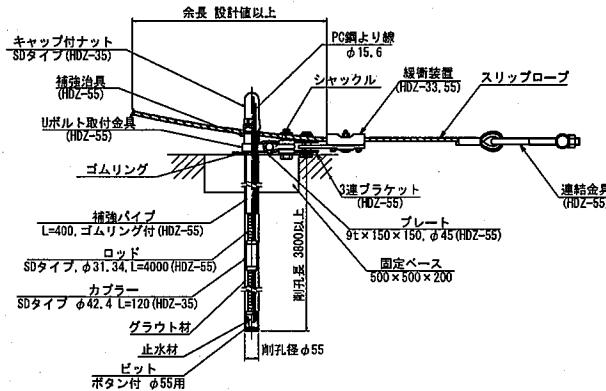 余長 設計値以上
キャップ付ナット
SDタイプ(HDZ-35)
PC鋼より線
φ15.6
補強治具
(HDZ-55)
シャックル
緩衝装置
(HDZ-33,55)
スリップロープ
Uボルト取付金具
(HDZ-55)
ゴムリング
3連ブラケット
(HDZ-55)
連結金具
(HDZ-55)
補強パイプ
L=400,ゴムリング付(HDZ-55)
プレート
9t×150×150,φ45(HDZ-55)
ロッド
SDタイプ,φ31.34,L=4000(HDZ-55)
削孔長 3800以上
固定ベース
500×500×200
カプラー
SDタイプ φ42.4 L=120(HDZ-35)
グラウト材
止水材
削孔径φ55
ビット
ボタン付 φ55用